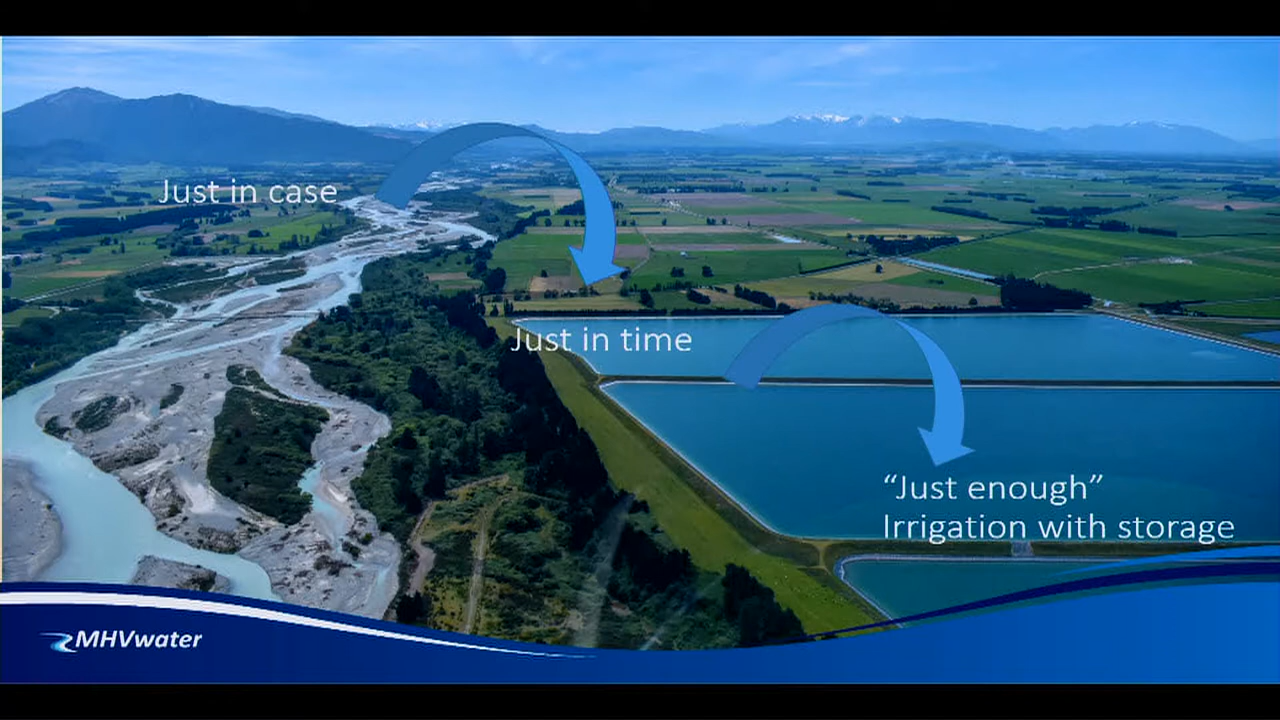 Just in case
Just in time
“Just enough”
Irrigation with storage
MHVwater